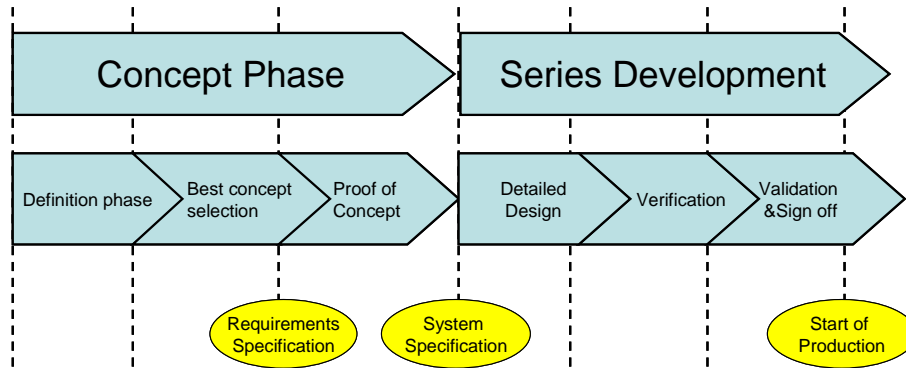 Concept Phase
Series Development
Definition phase
Best concept
selection
Proof of
Concept
Detailed
Design
Verification
Validation
&Sign off
Requirements
Specification
System
Specification
Start of
Production